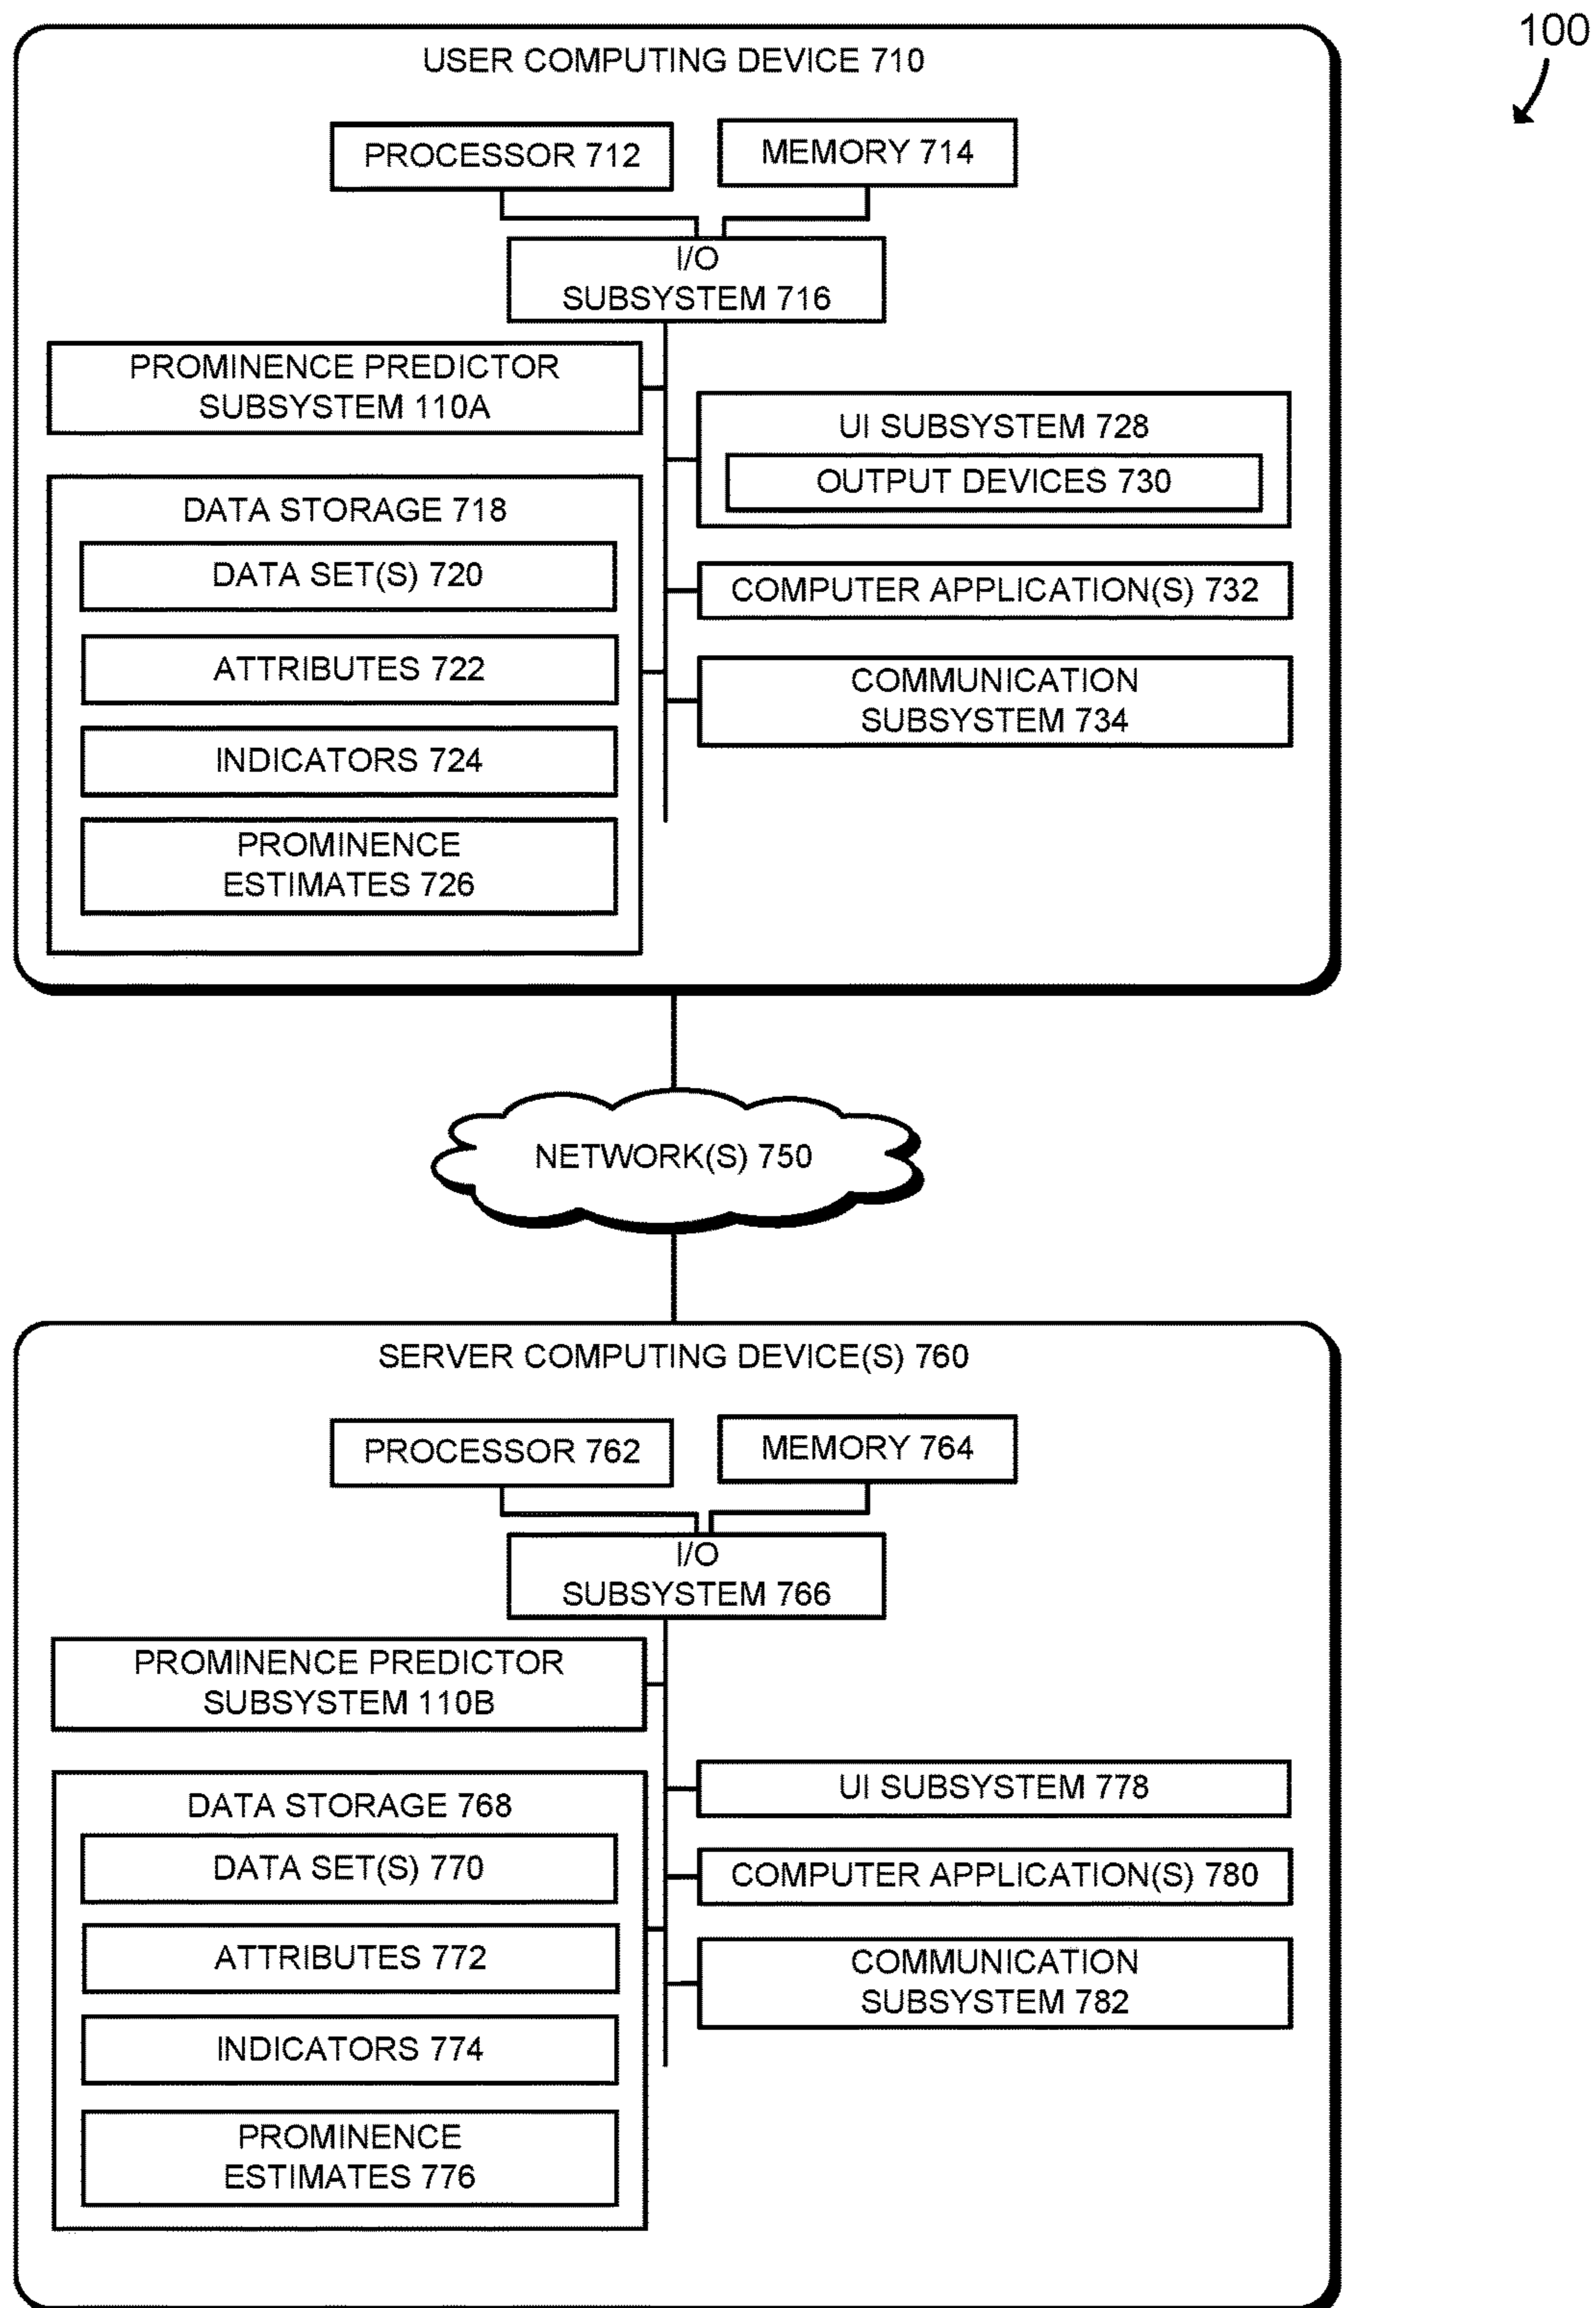 100
USER COMPUTING DEVICE 710
PROCESSOR 712
MEMORY 714
I/O
SUBSYSTEM 716
PROMINENCE PREDICTOR
SUBSYSTEM 110A
UI SUBSYSTEM 728
OUTPUT DEVICES 730
DATA STORAGE 718
DATA SET(S) 720
COMPUTER APPLICATION(S) 732
ATTRIBUTES 722
COMMUNICATION
SUBSYSTEM 734
INDICATORS 724
PROMINENCE
ESTIMATES 726
NETWORK(S) 750
SERVER COMPUTING DEVICE(S) 760
PROCESSOR 762
MEMORY 764
I/O
SUBSYSTEM 766
PROMINENCE PREDICTOR
SUBSYSTEM 110B
UI SUBSYSTEM 778
DATA STORAGE 768
DATA SET(S) 770
COMPUTER APPLICATION(S) 780
ATTRIBUTES 772
COMMUNICATION
SUBSYSTEM 782
INDICATORS 774
PROMINENCE
ESTIMATES 776